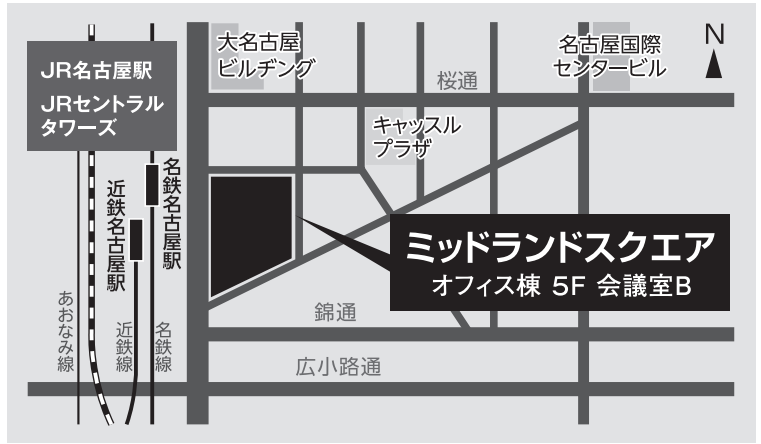 大名古屋
ビルヂング
名古屋国際
センタービル
N
JR名古屋駅
JRセントラル
タワーズ
桜通
キャッスル
プラザ
名鉄名古屋駅
近鉄名古屋駅
ミッドランドスクエア
オフィス棟 5F 会議室B
あおなみ線
近鉄線
名鉄線
錦通
広小路通